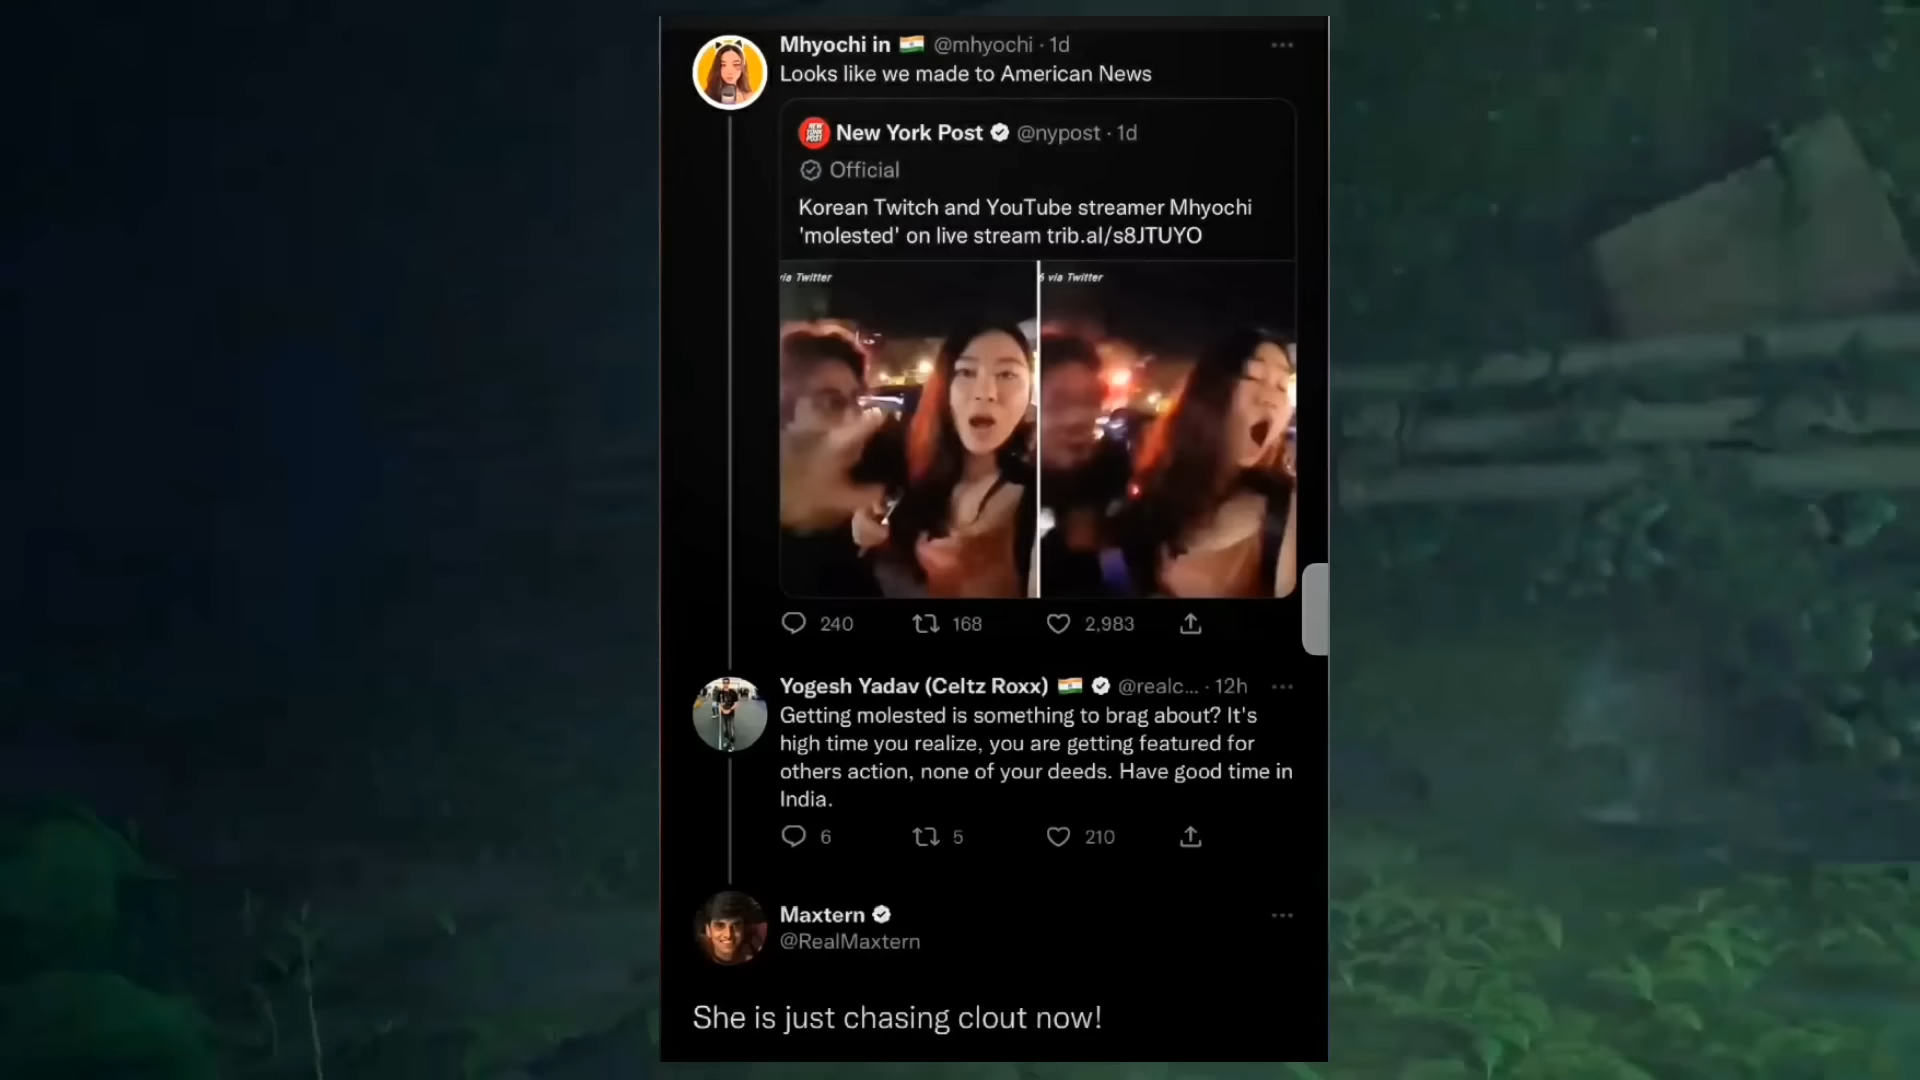 Mhyochi in @mhyochi · 1d
Looks like we made to American News
NEW YORK POST
New York Post @nypost · 1d
Official
Korean Twitch and YouTube streamer Mhyochi
'molested' on live stream trib.al/s8JTUYO
via Twitter
via Twitter
240 168 2,983
Yogesh Yadav (Celtz Roxx) @realc... · 12h
Getting molested is something to brag about? It's
high time you realize, you are getting featured for
others action, none of your deeds. Have good time in
India.
6 5 210
Maxtern
@RealMaxtern
She is just chasing clout now!